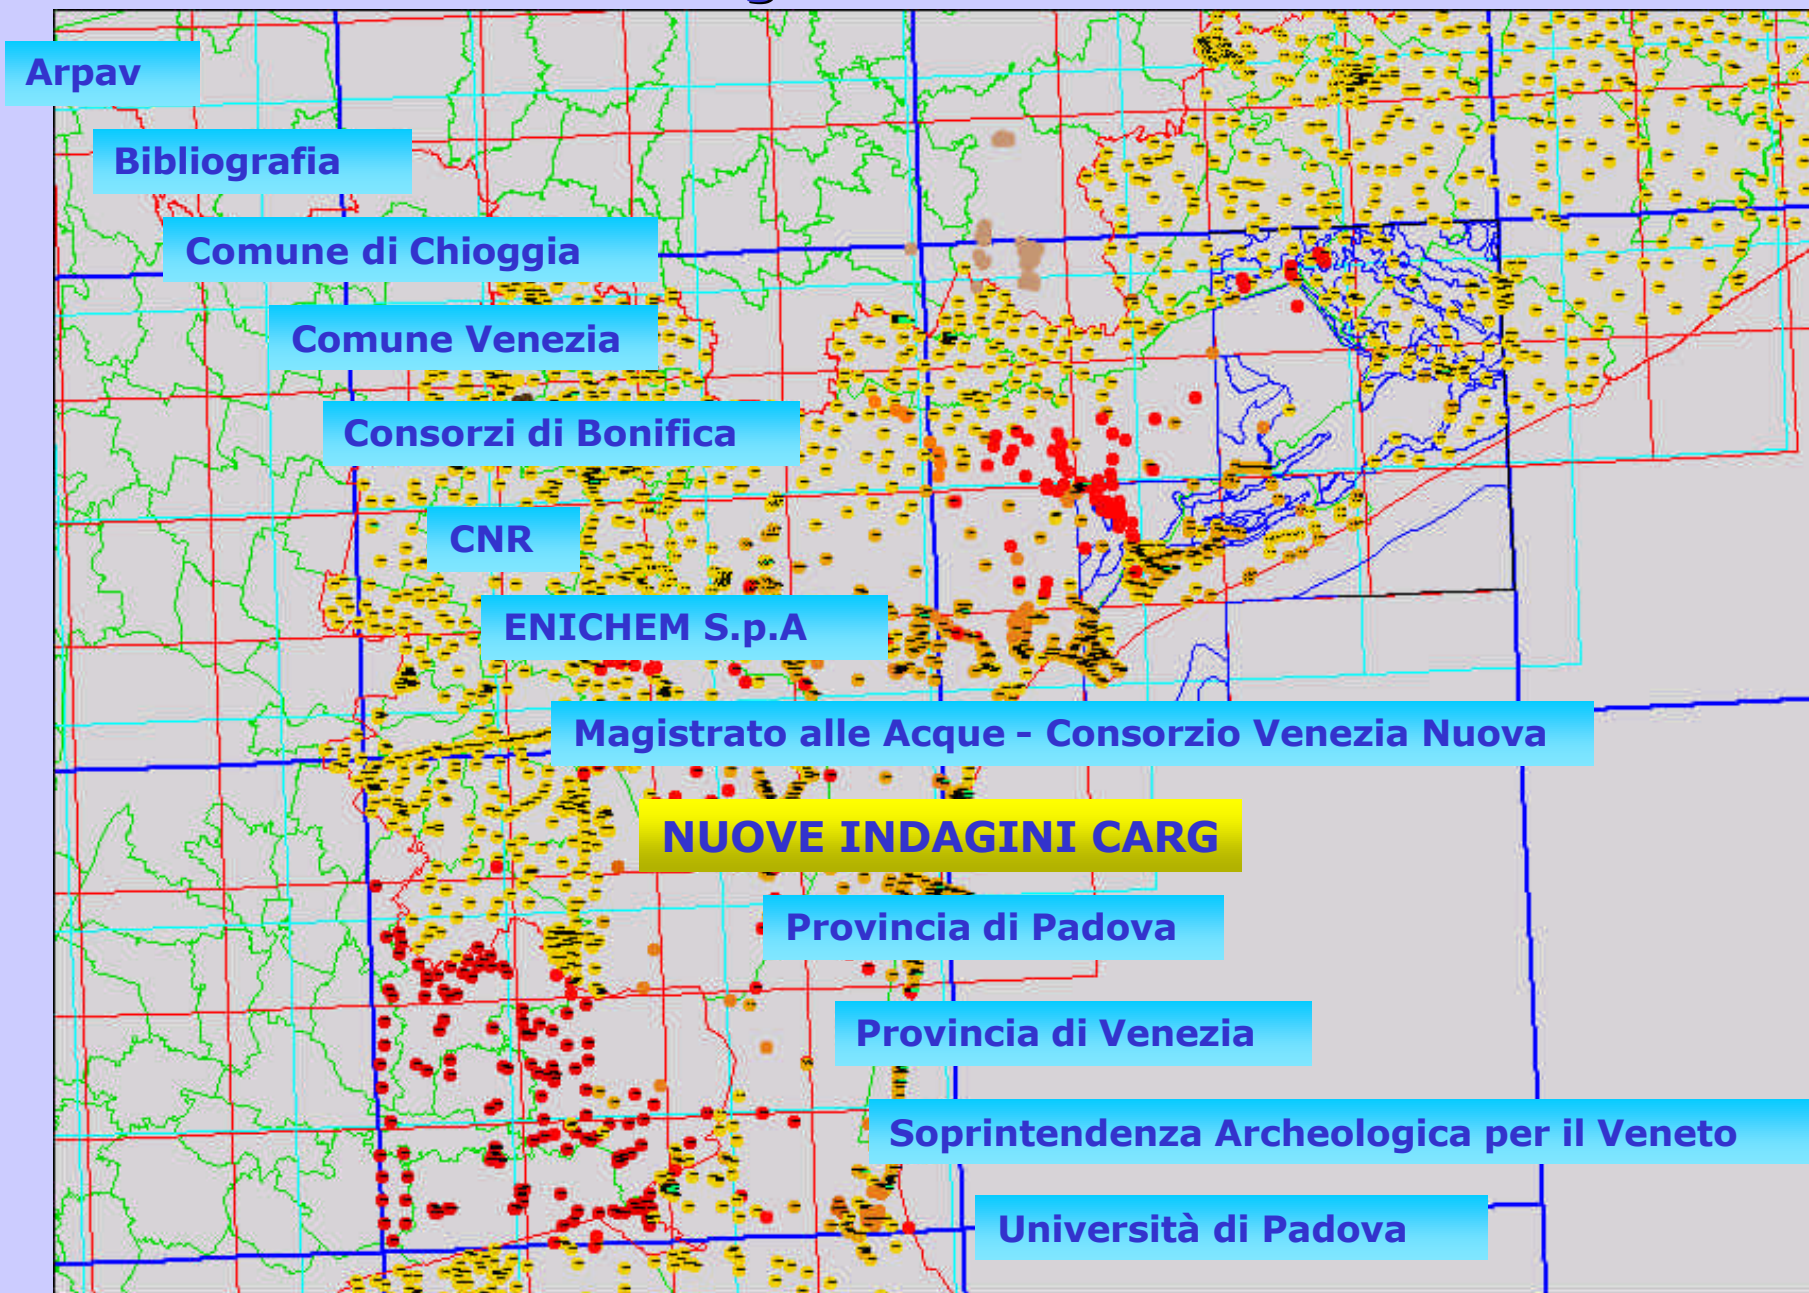 Arpav
Bibliografia
Comune di Chioggia
Comune Venezia
Consorzi di Bonifica
CNR
ENICHEM S.p.A
Magistrato alle Acque - Consorzio Venezia Nuova
NUOVE INDAGINI CARG
Provincia di Padova
Provincia di Venezia
Soprintendenza Archeologica per il Veneto
Università di Padova